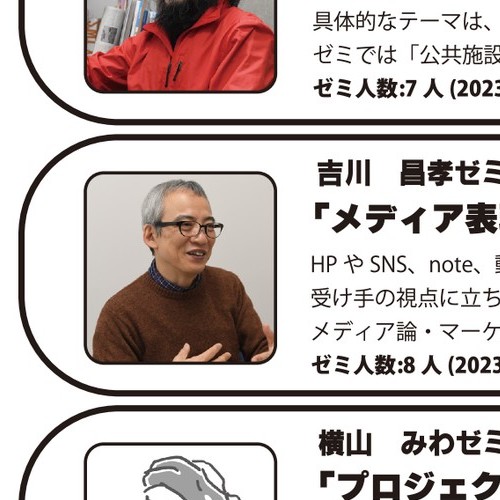 具体的なテーマは、
ゼミでは「公共施設
ゼミ人数:7 人 (2023
吉川　昌孝ゼミ
「メディア表
HP や SNS、note、動
受け手の視点に立ち
メディア論・マーケ
ゼミ人数:8 人 (2023
横山　みわゼミ
「プロジェク